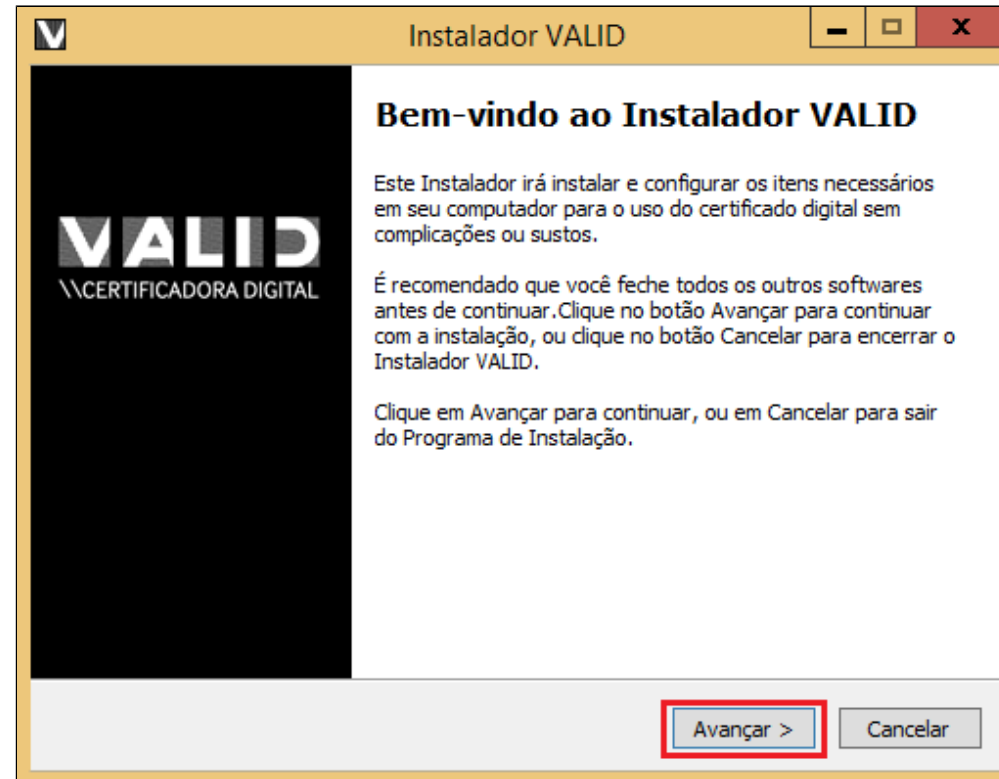 Instalador VALID
Bem-vindo ao Instalador VALID
Este Instalador irá instalar e configurar os itens necessários
em seu computador para o uso do certificado digital sem
complicações ou sustos.
É recomendado que você feche todos os outros softwares
antes de continuar.Clique no botão Avançar para continuar
com a instalação, ou clique no botão Cancelar para encerrar o
Instalador VALID.
Clique em Avançar para continuar, ou em Cancelar para sair
do Programa de Instalação.
VALID
\\CERTIFICADORA DIGITAL
Avançar >
Cancelar